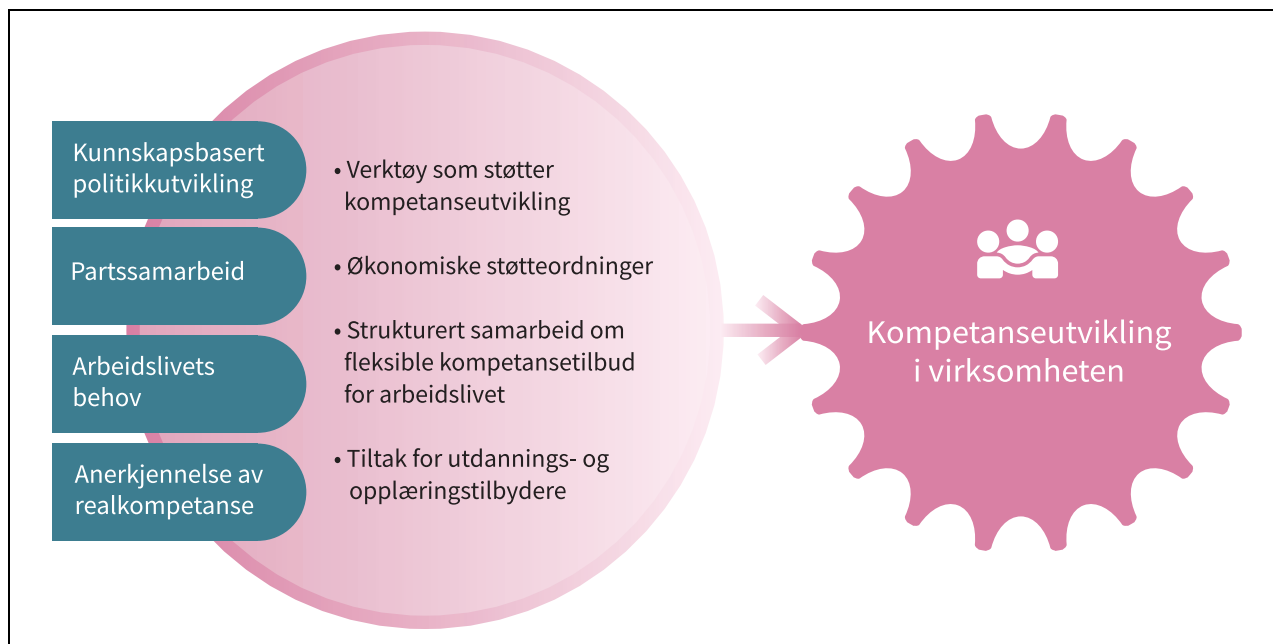 Kunnskapsbasert
politikkutvikling
Partssamarbeid
Arbeidslivets
behov
Anerkjennelse av
realkompetanse
• Verktøy som støtter
kompetanseutvikling
• Økonomiske støtteordninger
• Strukturert samarbeid om
fleksible kompetansetilbud
for arbeidslivet
• Tiltak for utdannings- og
opplæringstilbydere
Kompetanseutvikling
i virksomheten